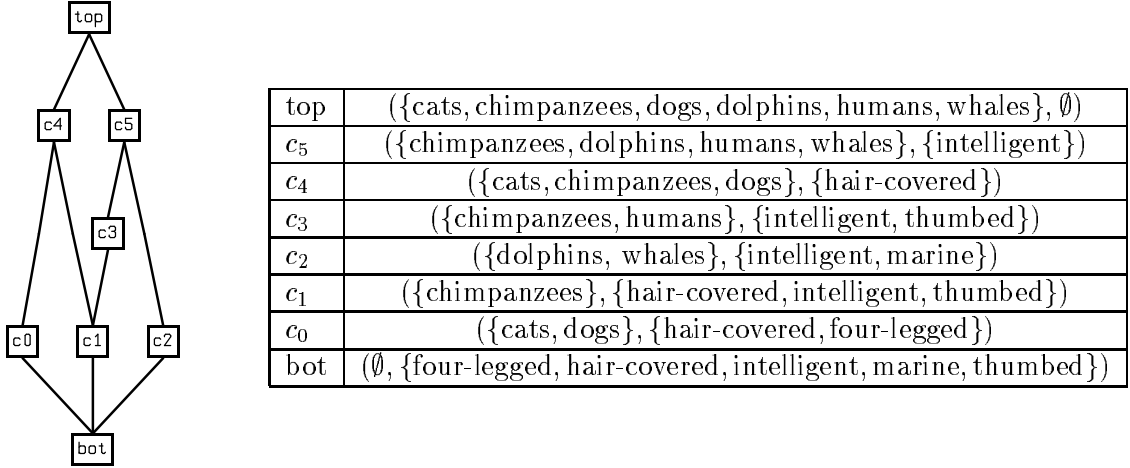 top
c4 c5
c3
c0 c1 c2
bot
top ({cats, chimpanzees, dogs, dolphins, humans, whales}, ∅)
c₅ ({chimpanzees, dolphins, humans, whales}, {intelligent})
c₄ ({cats, chimpanzees, dogs}, {hair-covered})
c₃ ({chimpanzees, humans}, {intelligent, thumbed})
c₂ ({dolphins, whales}, {intelligent, marine})
c₁ ({chimpanzees}, {hair-covered, intelligent, thumbed})
c₀ ({cats, dogs}, {hair-covered, four-legged})
bot (∅, {four-legged, hair-covered, intelligent, marine, thumbed})